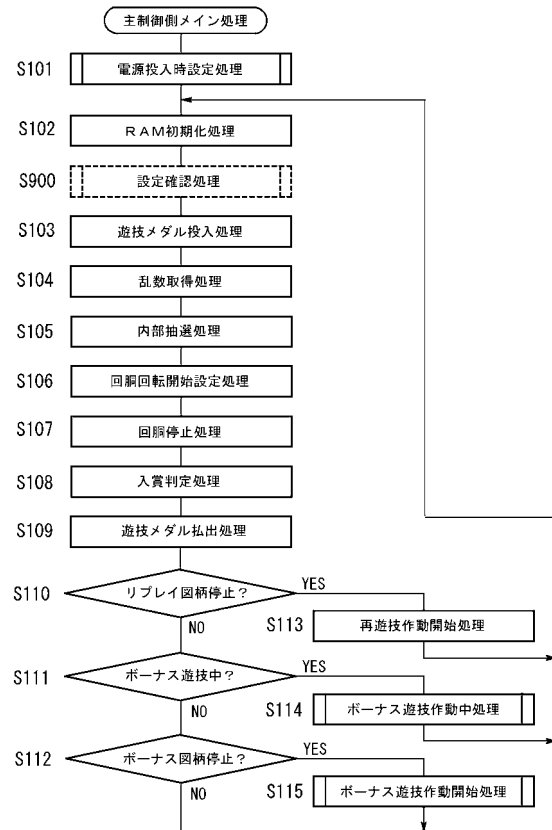 主制御側メイン処理
S101
電源投入時設定処理
S102
RAM初期化処理
S900
設定確認処理
S103
遊技メダル投入処理
S104
乱数取得処理
S105
内部抽選処理
S106
回胴回転開始設定処理
S107
回胴停止処理
S108
入賞判定処理
S109
遊技メダル払出処理
S110
リプレイ図柄停止?
YES
NO
S113
再遊技作動開始処理
S111
ボーナス遊技中?
YES
NO
S114
ボーナス遊技作動中処理
S112
ボーナス図柄停止?
YES
NO
S115
ボーナス遊技作動開始処理